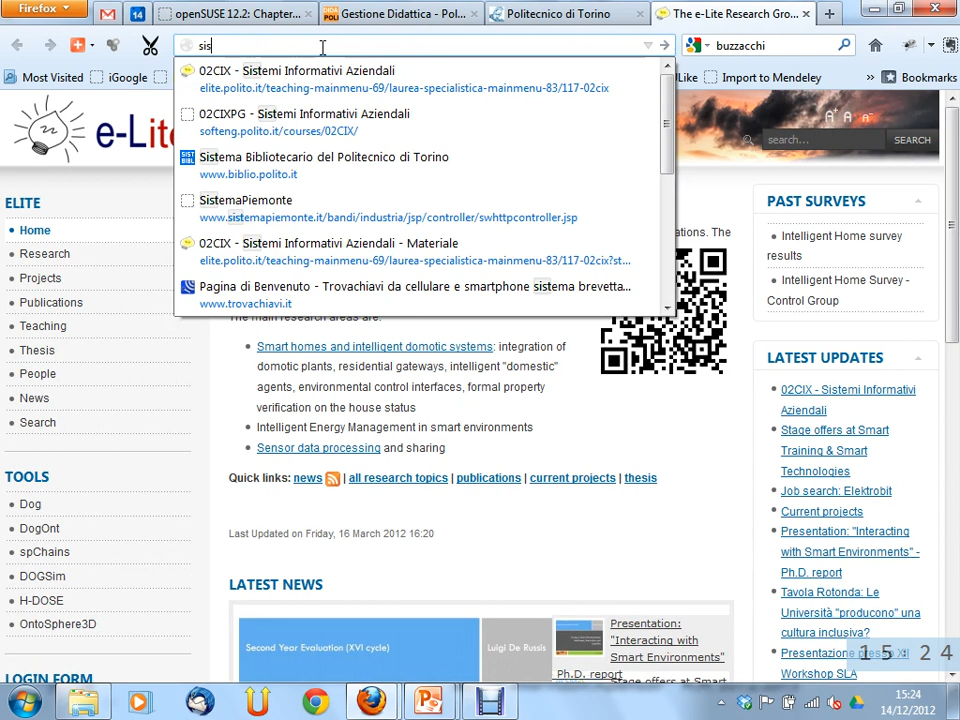 Firefox
14
openSUSE 12.2: Chapter...
Gestione Didattica - Pol...
Politecnico di Torino
The e-Lite Research Gro...
sis
buzzacchi
Most Visited
iGoogle
Like
Import to Mendeley
Bookmarks
02CIX - Sistemi Informativi Aziendali
elite.polito.it/teaching-mainmenu-69/laurea-specialistica-mainmenu-83/117-02cix
02CIXPG - Sistemi Informativi Aziendali
softeng.polito.it/courses/02CIX/
Sistema Bibliotecario del Politecnico di Torino
www.biblio.polito.it
SistemaPiemonte
www.sistemapiemonte.it/bandi/industria/jsp/controller/swhttpcontroller.jsp
02CIX - Sistemi Informativi Aziendali - Materiale
elite.polito.it/teaching-mainmenu-69/laurea-specialistica-mainmenu-83/117-02cix?st...
Pagina di Benvenuto - Trovachiavi da cellulare e smartphone sistema brevetta...
www.trovachiavi.it
e-Lite
A A A
search...
SEARCH
ELITE
Home
Research
Projects
Publications
Teaching
Thesis
People
News
Search
TOOLS
Dog
DogOnt
spChains
DOGSim
H-DOSE
OntoSphere3D
LOGIN FORM
ations. The
The main research areas are:
Smart homes and intelligent domotic systems: integration of
domotic plants, residential gateways, intelligent "domestic"
agents, environmental control interfaces, formal property
verification on the house status
Intelligent Energy Management in smart environments
Sensor data processing and sharing
Quick links: news | all research topics | publications | current projects | thesis
Last Updated on Friday, 16 March 2012 16:20
LATEST NEWS
Second Year Evaluation (XVI cycle)
Luigi De Russis
Presentation:
"Interacting with
Smart Environments"
- Ph.D. report
Stage offers at Smart
PAST SURVEYS
Intelligent Home survey
results
Intelligent Home Survey -
Control Group
LATEST UPDATES
02CIX - Sistemi Informativi
Aziendali
Stage offers at Smart
Training & Smart
Technologies
Job search: Elektrobit
Current projects
Presentation: "Interacting
with Smart Environments" -
Ph.D. report
Tavola Rotonda: Le
Università "producono" una
cultura inclusiva?
Presentazione presso XI
Workshop SLA
15:24
15:24
14/12/2012